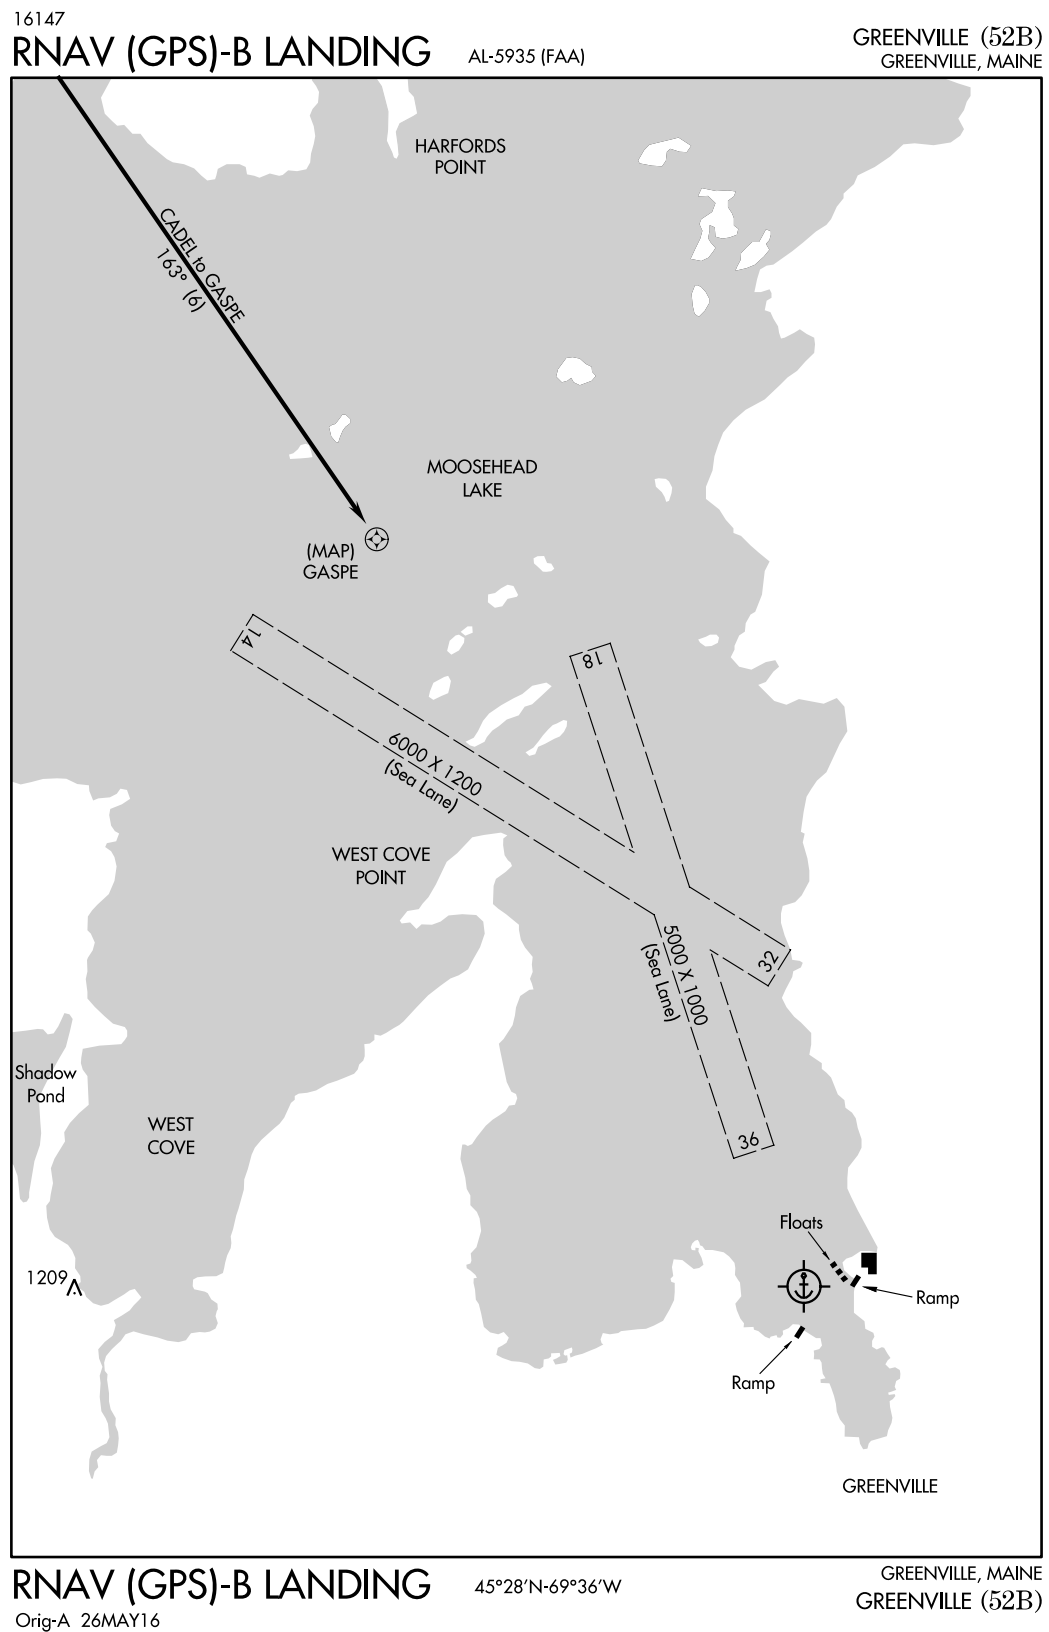 16147
RNAV (GPS)-B LANDING
AL-5935 (FAA)
GREENVILLE (52B)
GREENVILLE, MAINE
HARFORDS
POINT
CADEL to GASPE
163° (6)
MOOSEHEAD
LAKE
(MAP)
GASPE
14
18
6000 X 1200
(Sea Lane)
WEST COVE
POINT
5000 X 1000
(Sea Lane)
32
Shadow
Pond
WEST
COVE
36
Floats
1209
Ramp
Ramp
GREENVILLE
RNAV (GPS)-B LANDING
45°28'N-69°36'W
GREENVILLE, MAINE
GREENVILLE (52B)
Orig-A 26MAY16